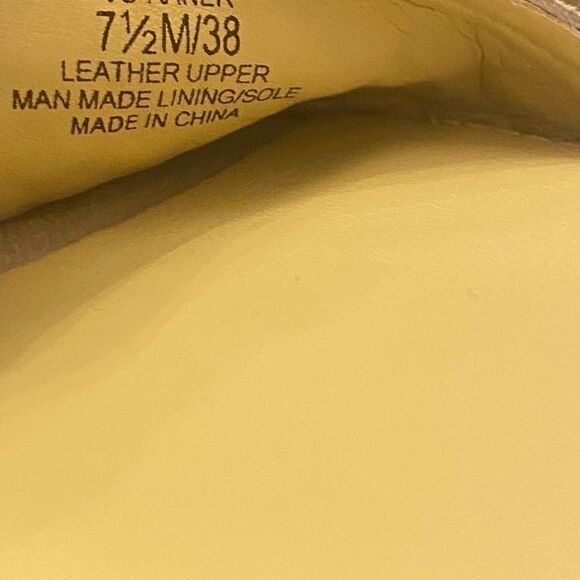 7½M/38
LEATHER UPPER
MAN MADE LINING/SOLE
MADE IN CHINA